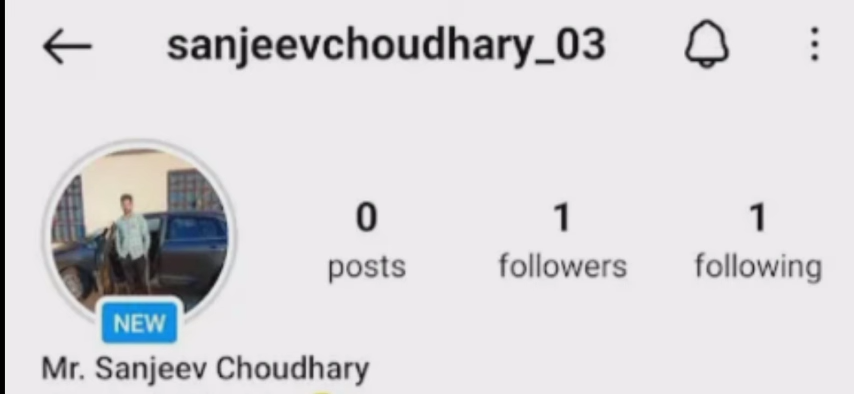 sanjeevchoudhary_03
0 1 1
posts followers following
NEW
Mr. Sanjeev Choudhary